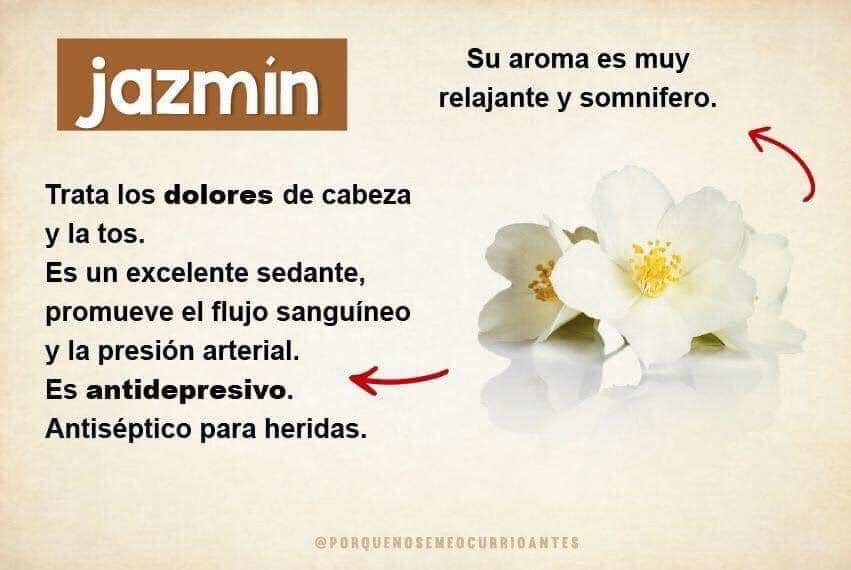 jazmín
Su aroma es muy
relajante y somnifero.
Trata los dolores de cabeza
y la tos.
Es un excelente sedante,
promueve el flujo sanguíneo
y la presión arterial.
Es antidepresivo.
Antiséptico para heridas.
@PORQUENOSEMEOCURRIOANTES